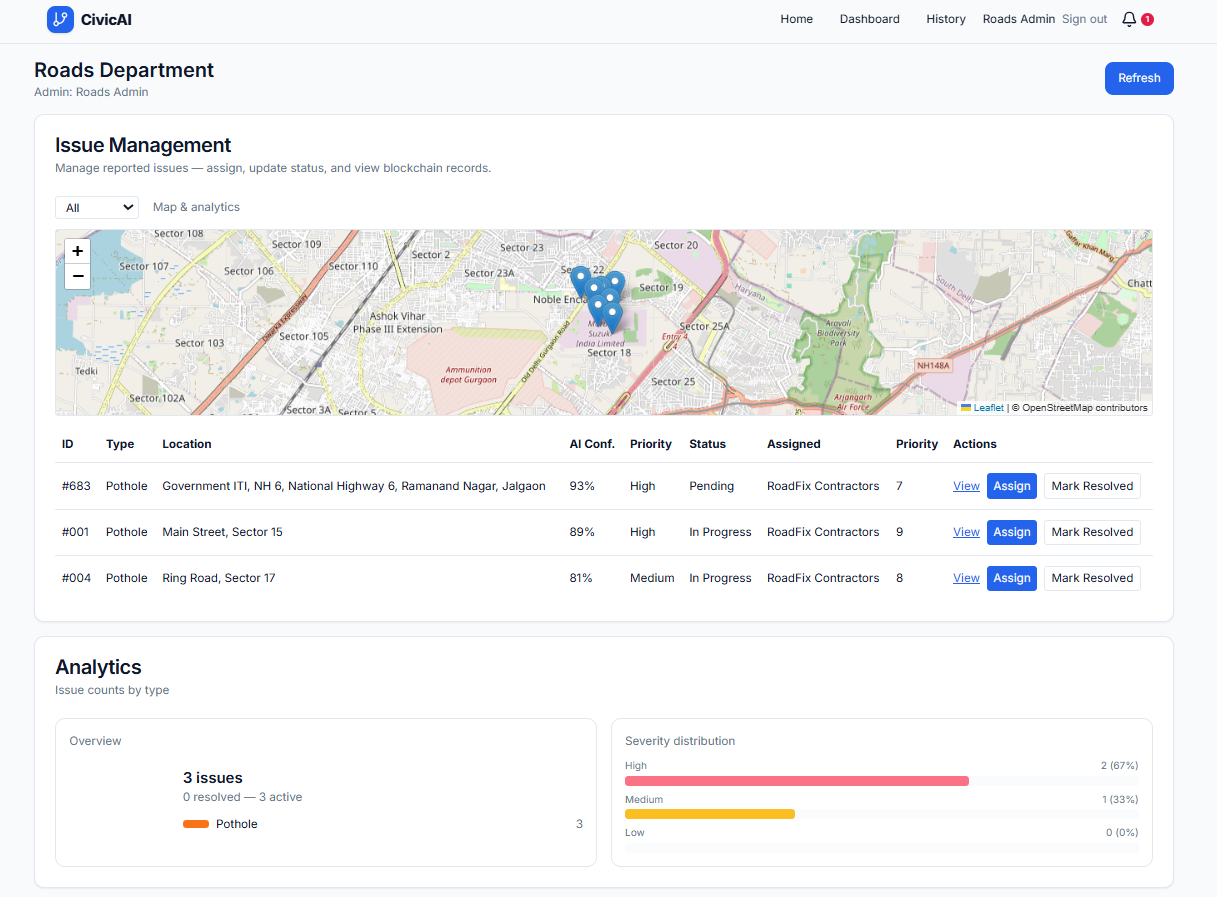 CivicAI
Home Dashboard History Roads Admin Sign out 1
Roads Department
Admin: Roads Admin
Refresh
Issue Management
Manage reported issues — assign, update status, and view blockchain records.
All Map & analytics
+
−
Sector 108
Sector 109
Sector 110
Sector 107
Sector 106
Sector 2
Sector 23
Sector 23A
Sector 22
Sector 20
Sector 19
Noble
Ashok Vihar
Phase III Extension
Sector 105
Sector 103
Dwarka Expressway
Old Delhi Gurgaon Road
Suzuki
India Limited
Sector 18
Sector 25A
Entry 4
Sector 25
Haryana
South Delhi
Gaffar Khan Marg
Chatt
Aravali
Biodiversity
Park
NH148A
Tedki
Sector 102A
Ammunition
depot Gurgaon
Sector 3A
Sector 5
Arjangarh
Air Force
Leaflet | © OpenStreetMap contributors
ID Type Location AI Conf. Priority Status Assigned Priority Actions
#683 Pothole Government ITI, NH 6, National Highway 6, Ramanand Nagar, Jalgaon 93% High Pending RoadFix Contractors 7 View Assign Mark Resolved
#001 Pothole Main Street, Sector 15 89% High In Progress RoadFix Contractors 9 View Assign Mark Resolved
#004 Pothole Ring Road, Sector 17 81% Medium In Progress RoadFix Contractors 8 View Assign Mark Resolved
Analytics
Issue counts by type
Overview
3 issues
0 resolved — 3 active
Pothole 3
Severity distribution
High 2 (67%)
Medium 1 (33%)
Low 0 (0%)